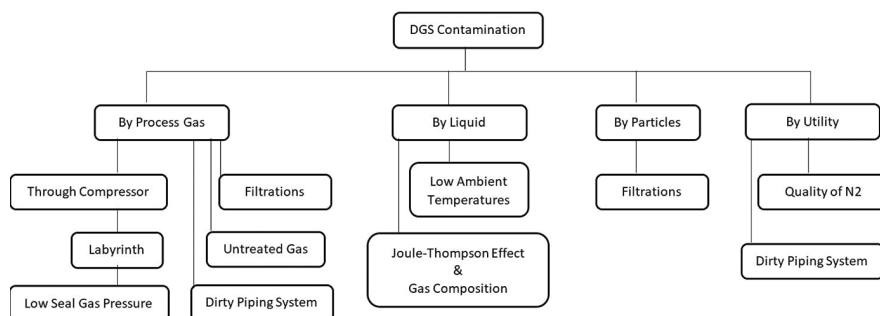 DGS Contamination
By Process Gas
By Liquid
By Particles
By Utility
Through Compressor
Filtrations
Low Ambient
Temperatures
Filtrations
Quality of N2
Labyrinth
Untreated Gas
Joule-Thompson Effect
&
Gas Composition
Dirty Piping System
Low Seal Gas Pressure
Dirty Piping System